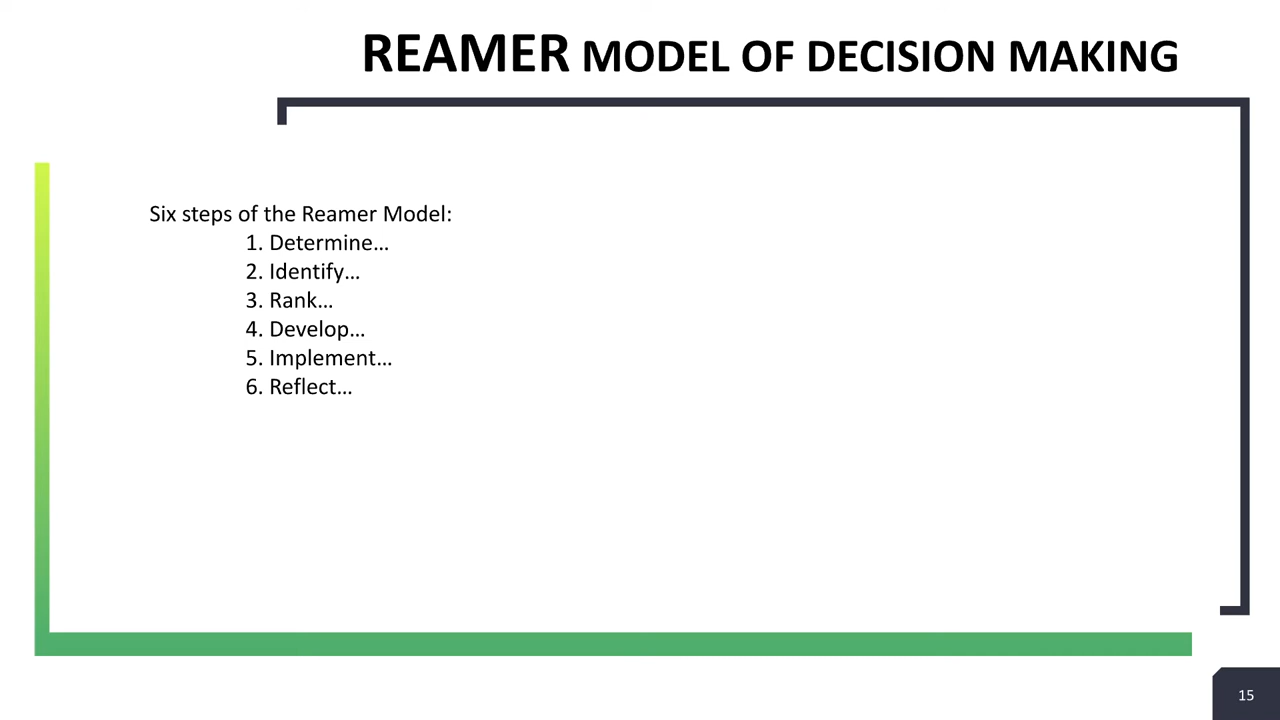 REAMER MODEL OF DECISION MAKING
Six steps of the Reamer Model:
1. Determine…
2. Identify…
3. Rank…
4. Develop…
5. Implement…
6. Reflect…
15